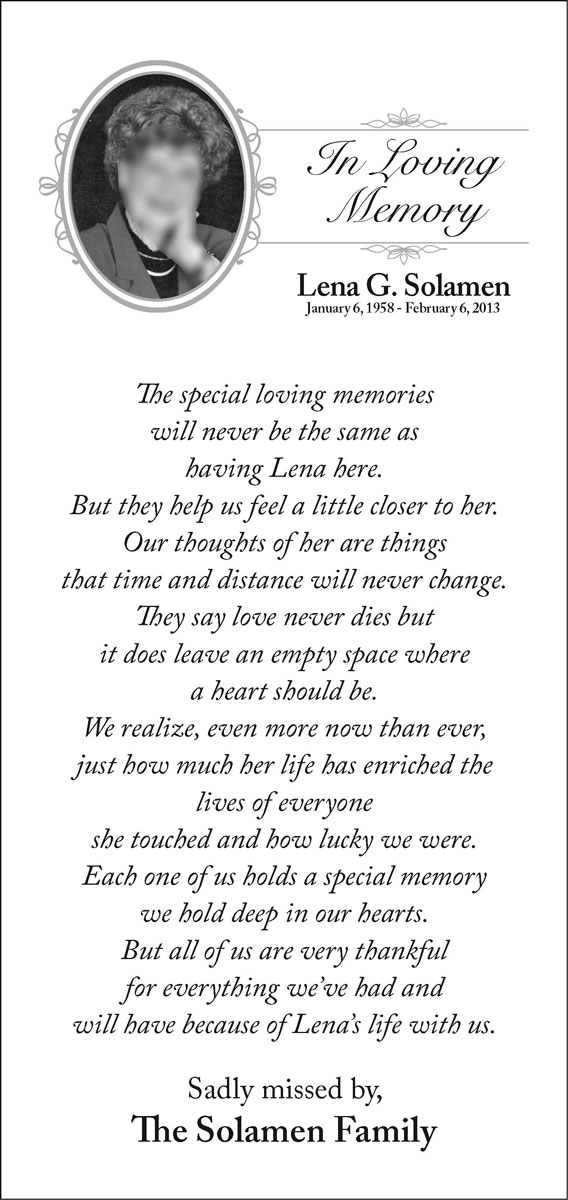 In Loving
Memory
Lena G. Solamen
January 6, 1958 - February 6, 2013
The special loving memories
will never be the same as
having Lena here.
But they help us feel a little closer to her.
Our thoughts of her are things
that time and distance will never change.
They say love never dies but
it does leave an empty space where
a heart should be.
We realize, even more now than ever,
just how much her life has enriched the
lives of everyone
she touched and how lucky we were.
Each one of us holds a special memory
we hold deep in our hearts.
But all of us are very thankful
for everything we've had and
will have because of Lena's life with us.
Sadly missed by,
The Solamen Family